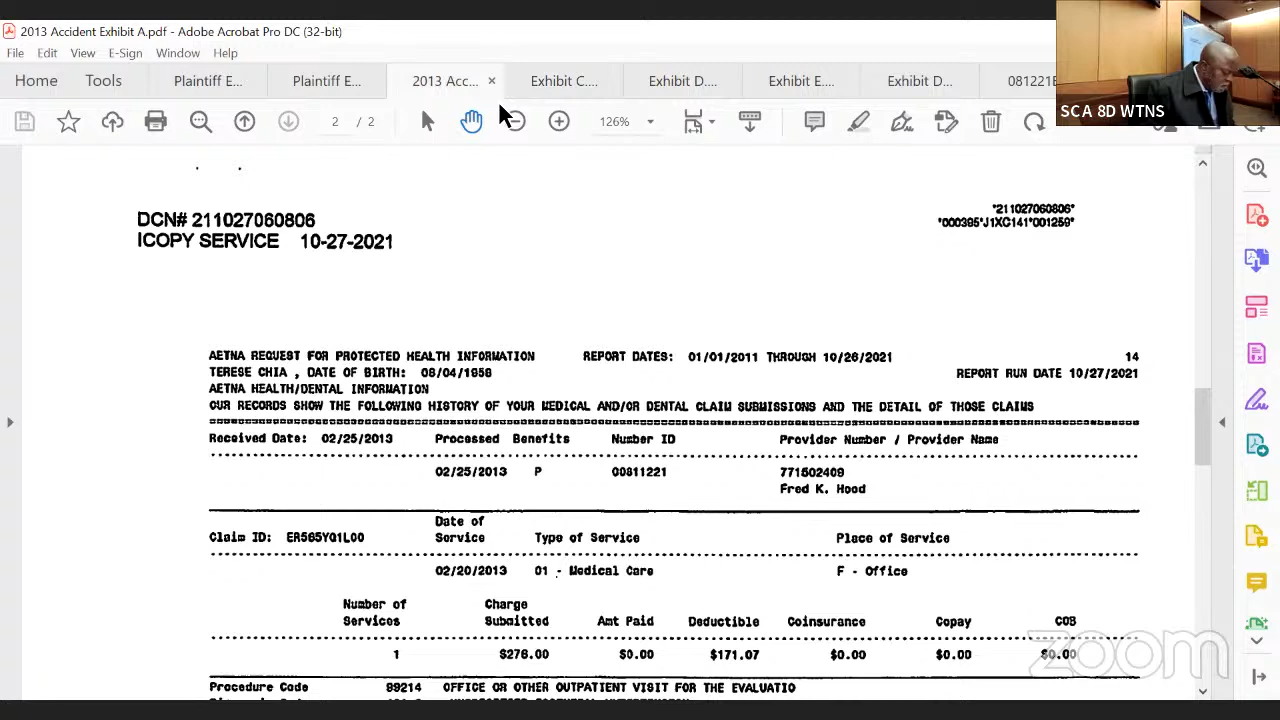 2013 Accident Exhibit A.pdf - Adobe Acrobat Pro DC (32-bit)
File Edit View E-Sign Window Help
Home Tools Plaintiff E... Plaintiff E... 2013 Acc... × Exhibit C.... Exhibit D.... Exhibit E.... Exhibit D... 081221E
SCA 8D WTNS
2 / 2 126%
DCN# 211027060806
ICOPY SERVICE 10-27-2021
*211027060806*
*000395*J1XC141*001259*
AETNA REQUEST FOR PROTECTED HEALTH INFORMATION REPORT DATES: 01/01/2011 THROUGH 10/26/2021 14
TERESE CHIA , DATE OF BIRTH: 08/04/1958 REPORT RUN DATE 10/27/2021
AETNA HEALTH/DENTAL INFORMATION
OUR RECORDS SHOW THE FOLLOWING HISTORY OF YOUR MEDICAL AND/OR DENTAL CLAIM SUBMISSIONS AND THE DETAIL OF THOSE CLAIMS
Received Date: 02/25/2013 Processed Benefits Number ID Provider Number / Provider Name
02/25/2013 P 00811221 771502409
Fred K. Hood
Date of
Claim ID: ER565YQ1L00 Service Type of Service Place of Service
02/20/2013 01 - Medical Care F - Office
Number of Charge
Services Submitted Amt Paid Deductible Coinsurance Copay COB
1 $276.00 $0.00 $171.07 $0.00 $0.00 $0.00
zoom
Procedure Code 99214 OFFICE OR OTHER OUTPATIENT VISIT FOR THE EVALUATIO